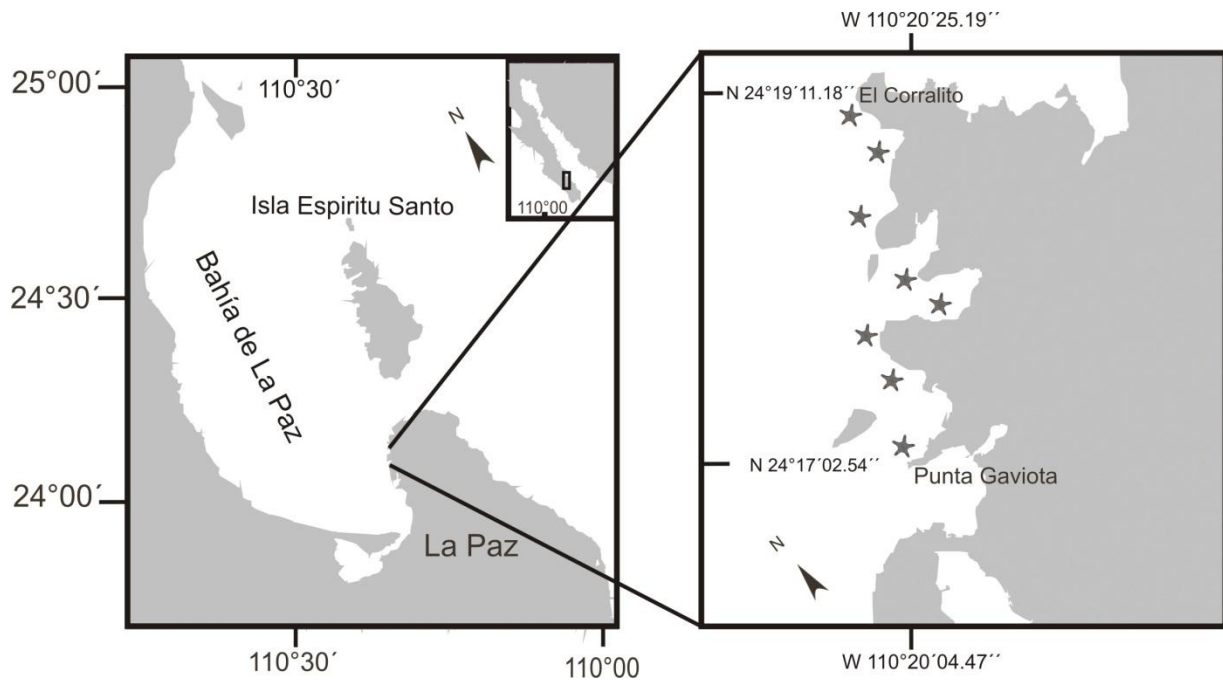 W 110°20´25.19´´
25°00´
110°30´
N 24°19´11.18´´ El Corralito
N
Isla Espiritu Santo
110°00
Bahía de La Paz
24°30´
N 24°17´02.54´´
Punta Gaviota
24°00´
La Paz
N
110°30´
110°00
W 110°20´04.47´´